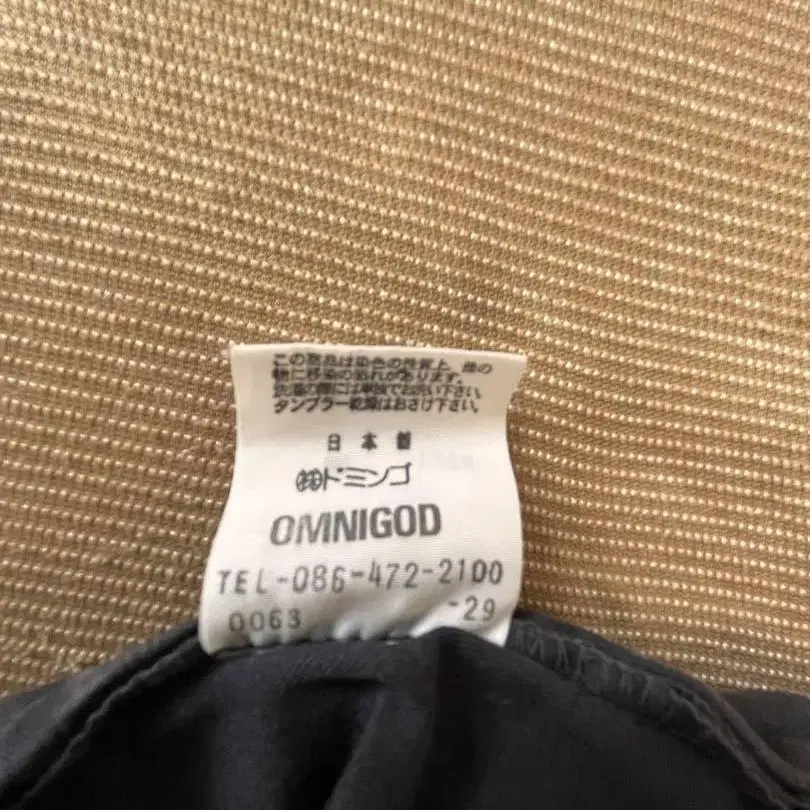 この製品は染色の性質上、他の
物に移染の恐れがあります。
洗濯の際には単独でお洗い下さい。
タンブラー乾燥はおさけ下さい。
日本製
㈱ドミンゴ
OMNIGOD
TEL-086-472-2100
0063 -29